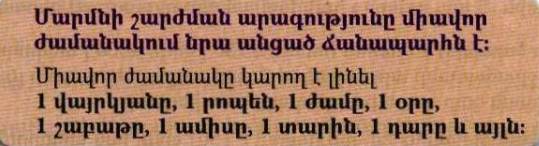 Մարմնի շարժման արագությունը միավոր
ժամանակում նրա անցած ճանապարհն է:
Միավոր ժամանակը կարող է լինել
1 վայրկյանը, 1 րոպեն, 1 ժամը, 1 օրը,
1 շաբաթը, 1 ամիսը, 1 տարին, 1 դարը և այլն: